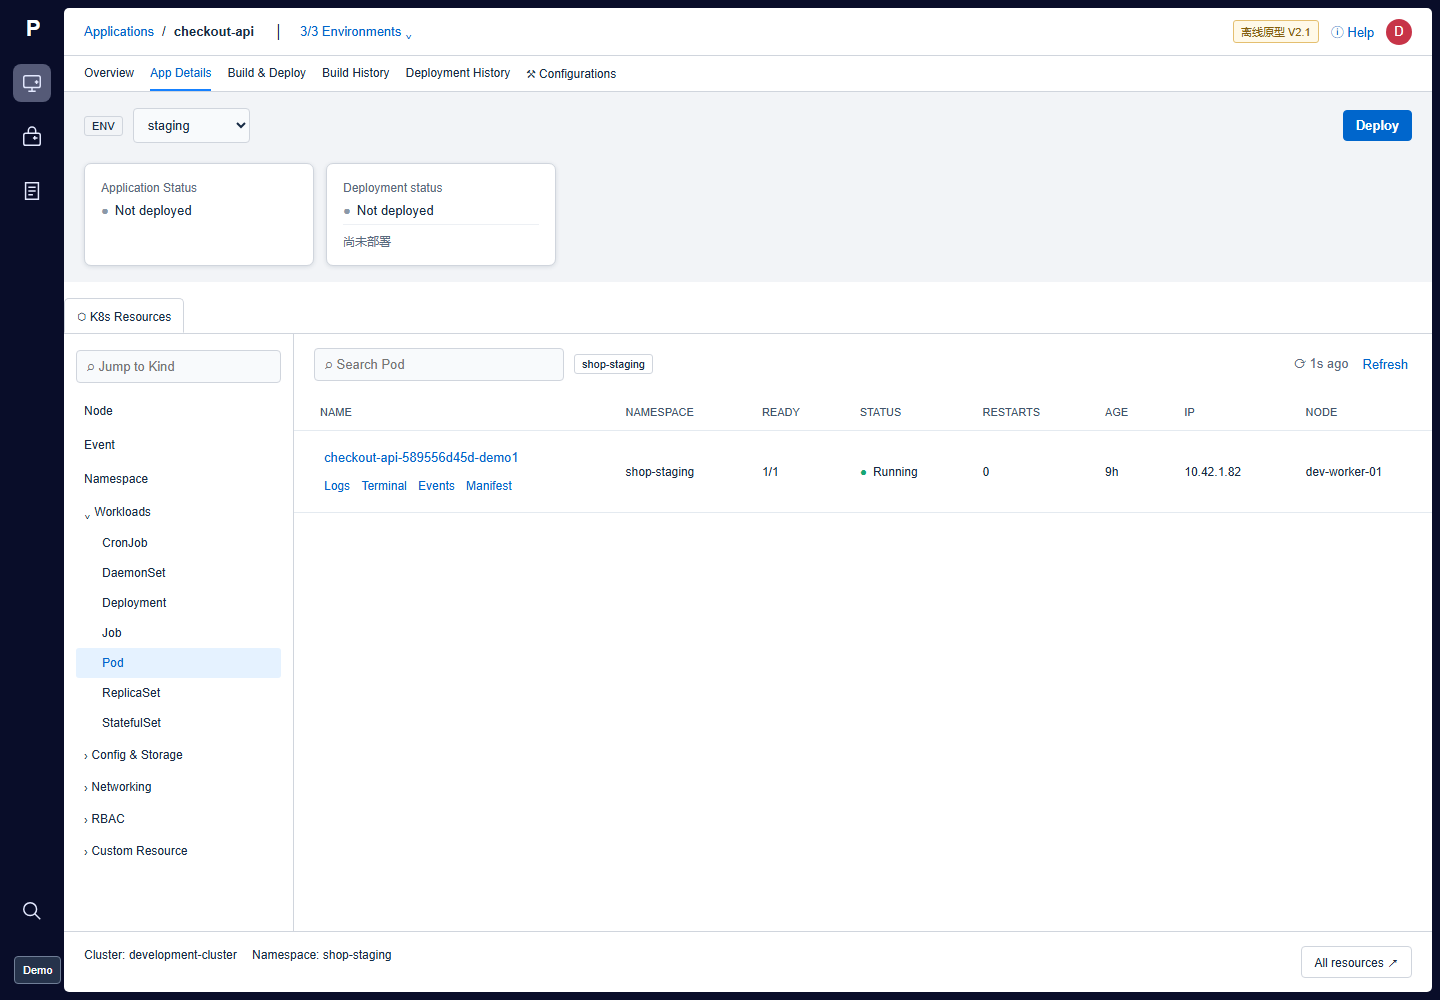 P
Applications / checkout-api | 3/3 Environments
离线原型 V2.1
Help
D
Overview
App Details
Build & Deploy
Build History
Deployment History
Configurations
ENV
staging
Deploy
Application Status
Not deployed
Deployment status
Not deployed
尚未部署
K8s Resources
Jump to Kind
Node
Event
Namespace
Workloads
CronJob
DaemonSet
Deployment
Job
Pod
ReplicaSet
StatefulSet
Config & Storage
Networking
RBAC
Custom Resource
Search Pod
shop-staging
1s ago
Refresh
NAME NAMESPACE READY STATUS RESTARTS AGE IP NODE
checkout-api-589556d45d-demo1
shop-staging 1/1 Running 0 9h 10.42.1.82 dev-worker-01
Logs Terminal Events Manifest
Demo
Cluster: development-cluster Namespace: shop-staging
All resources ↗